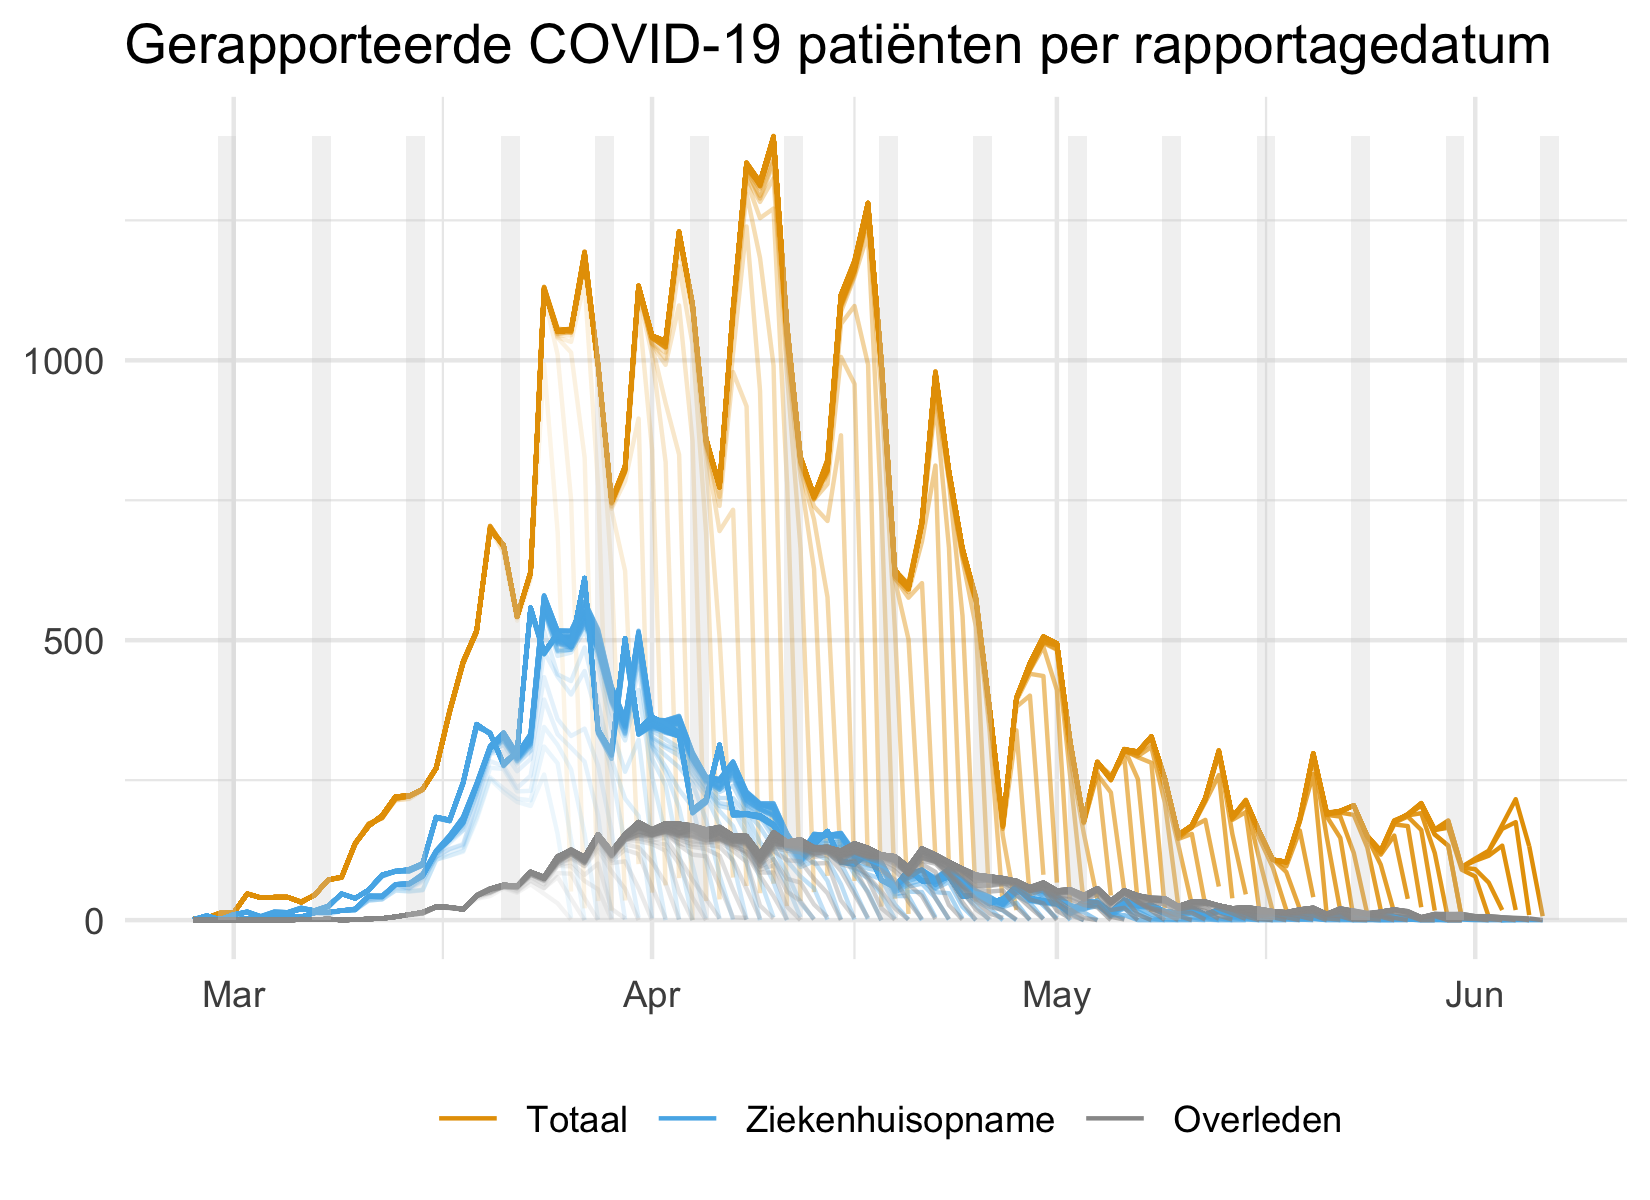 Gerapporteerde COVID-19 patiënten per rapportagedatum
1000
500
0
Mar Apr May Jun
Totaal Ziekenhuisopname Overleden